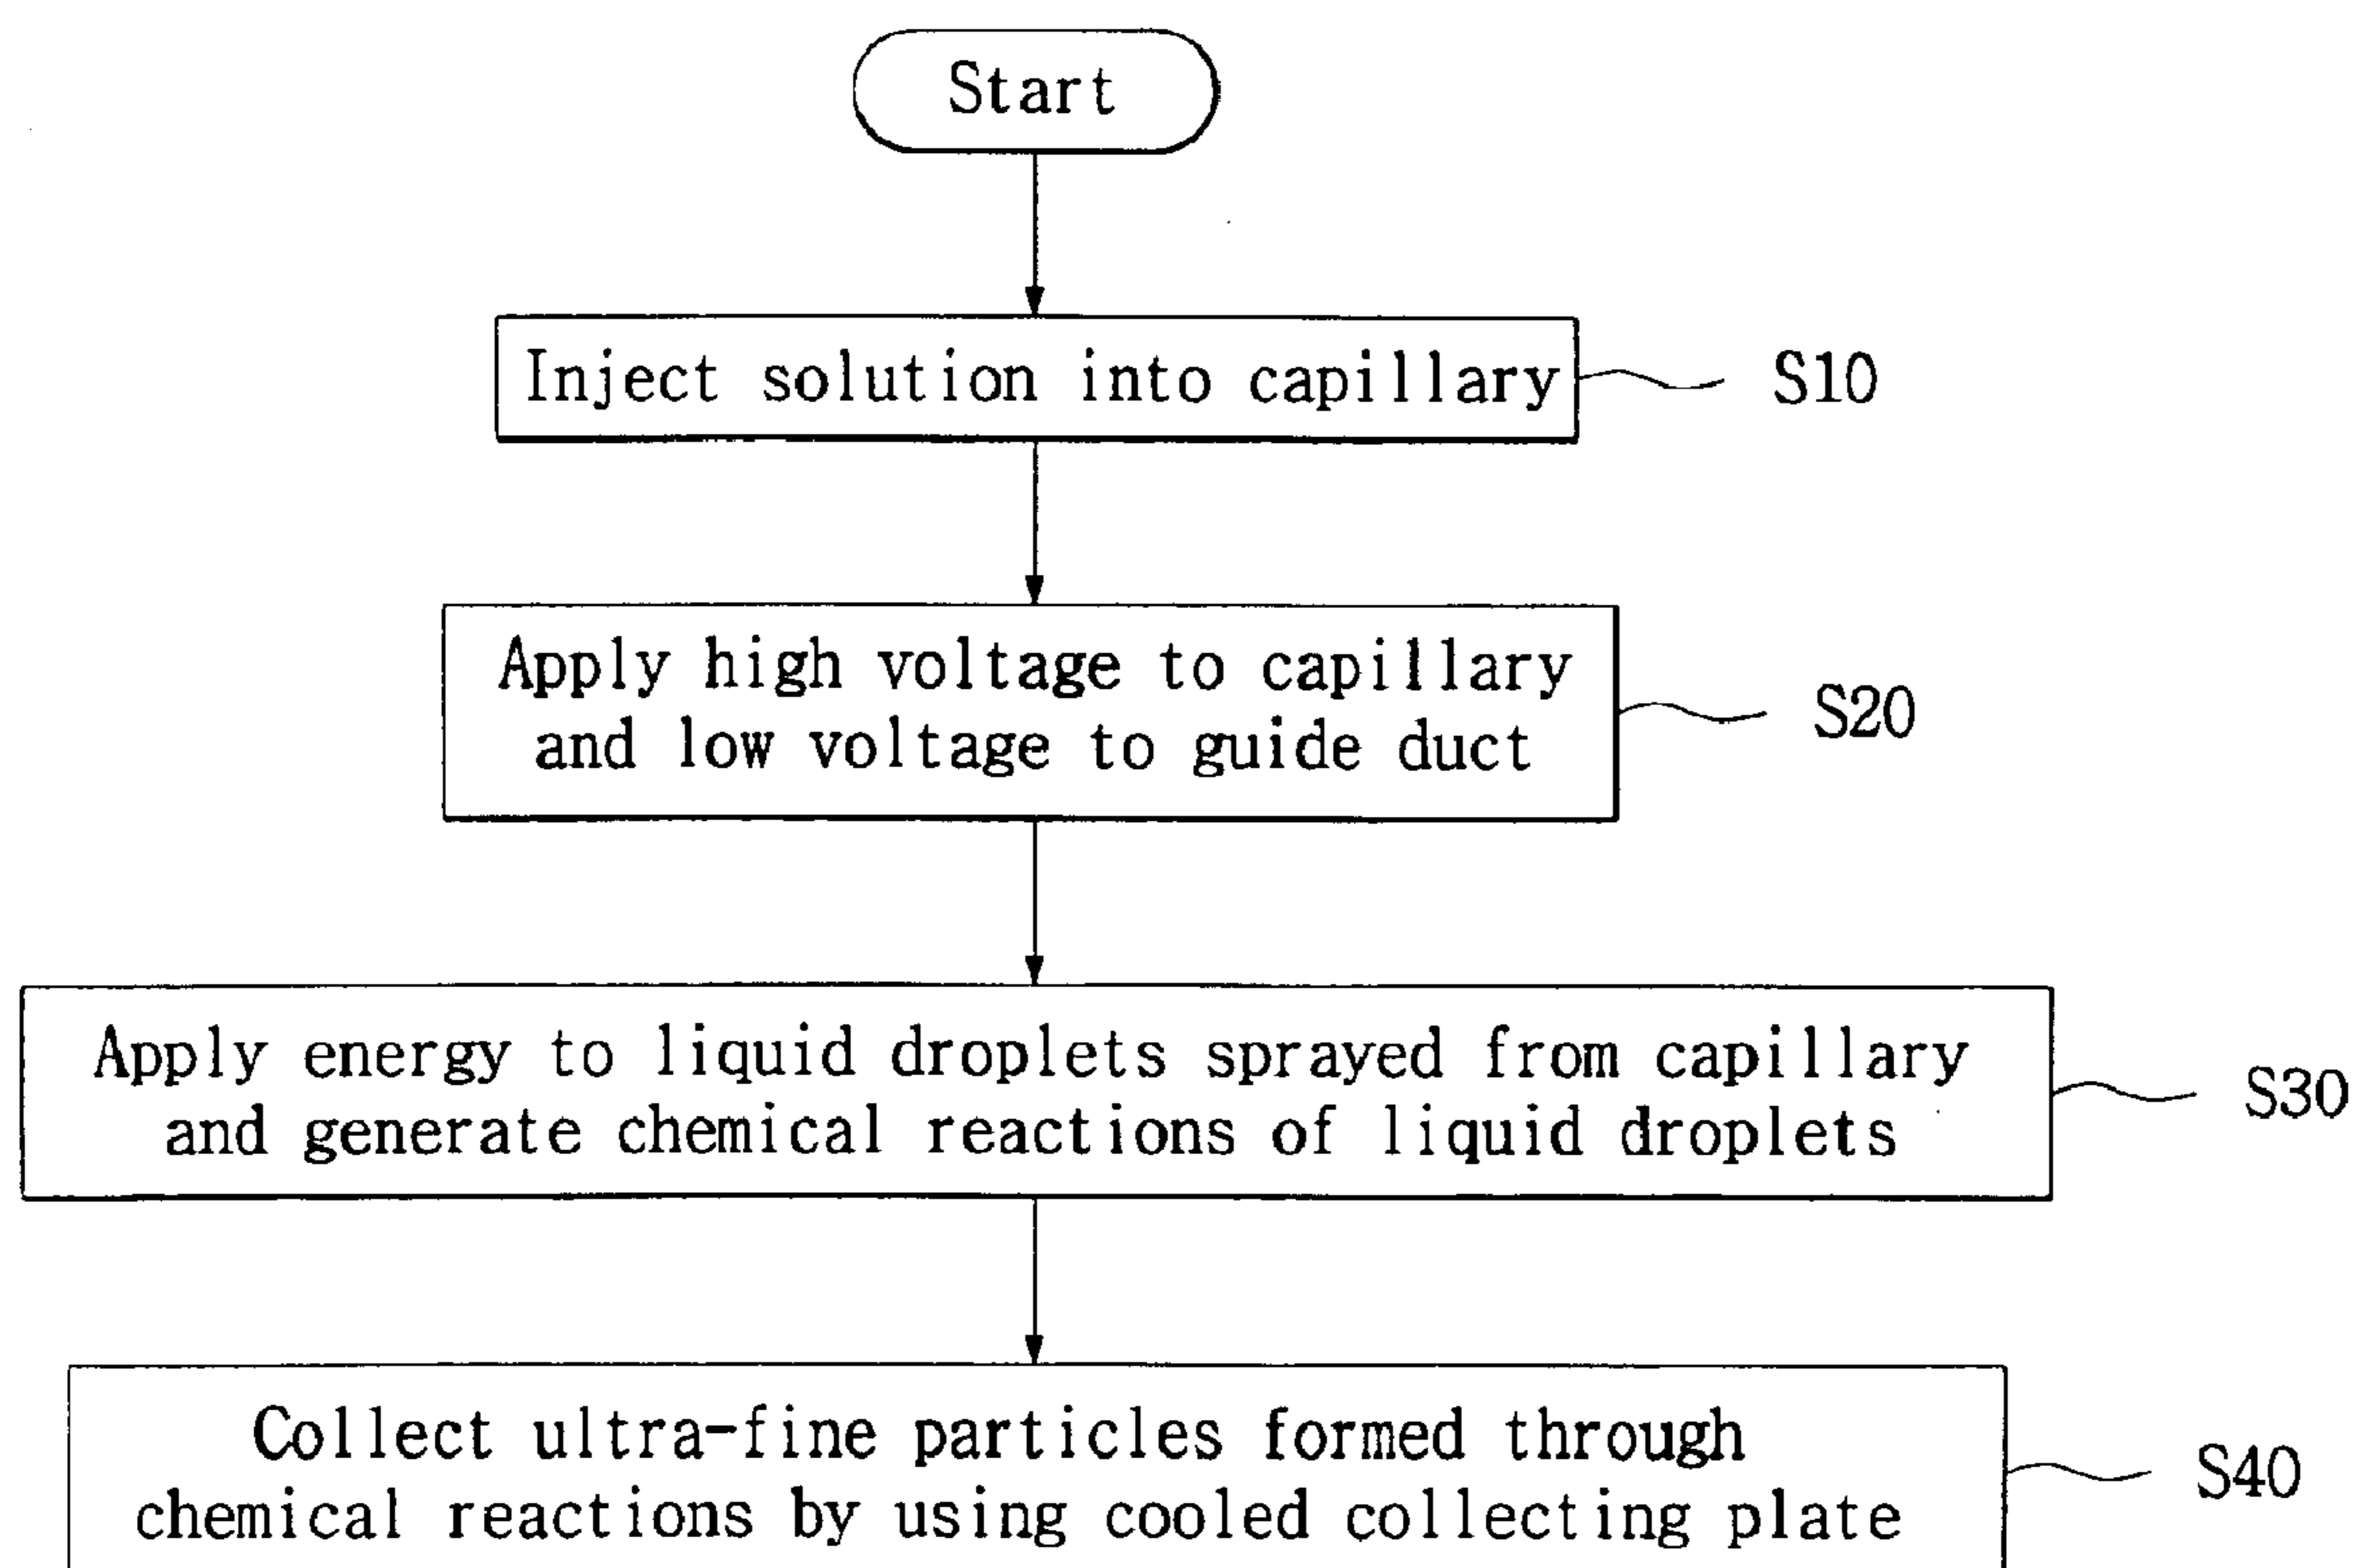 Start
Inject solution into capillary
S10
Apply high voltage to capillary
and low voltage to guide duct
S20
Apply energy to liquid droplets sprayed from capillary
and generate chemical reactions of liquid droplets
S30
Collect ultra-fine particles formed through
chemical reactions by using cooled collecting plate
S40